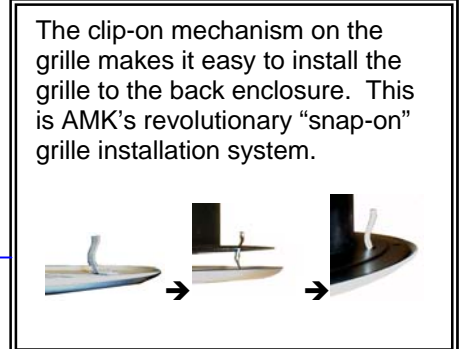 The clip-on mechanism on the
grille makes it easy to install the
grille to the back enclosure.  This
is AMK’s revolutionary “snap-on”
grille installation system.